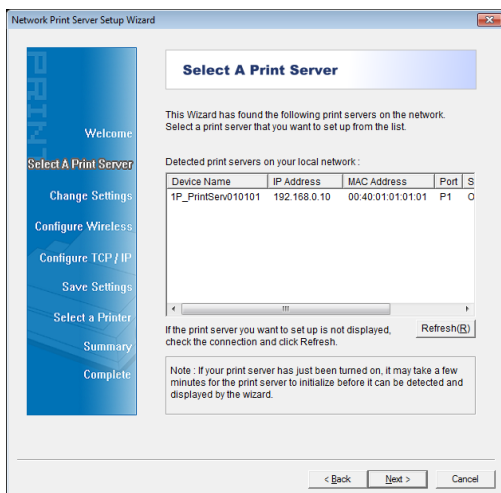 Network Print Server Setup Wizard
PRINT
Welcome
Select A Print Server
Change Settings
Configure Wireless
Configure TCP / IP
Save Settings
Select a Printer
Summary
Complete
Select A Print Server
This Wizard has found the following print servers on the network.
Select a print server that you want to set up from the list.
Detected print servers on your local network :
Device Name IP Address MAC Address Port S
1P_PrintServ010101 192.168.0.10 00:40:01:01:01:01 P1 O
If the print server you want to set up is not displayed,
check the connection and click Refresh.
Refresh(R)
Note : If your print server has just been turned on, it may take a few
minutes for the print server to initialize before it can be detected and
displayed by the wizard.
< Back Next > Cancel